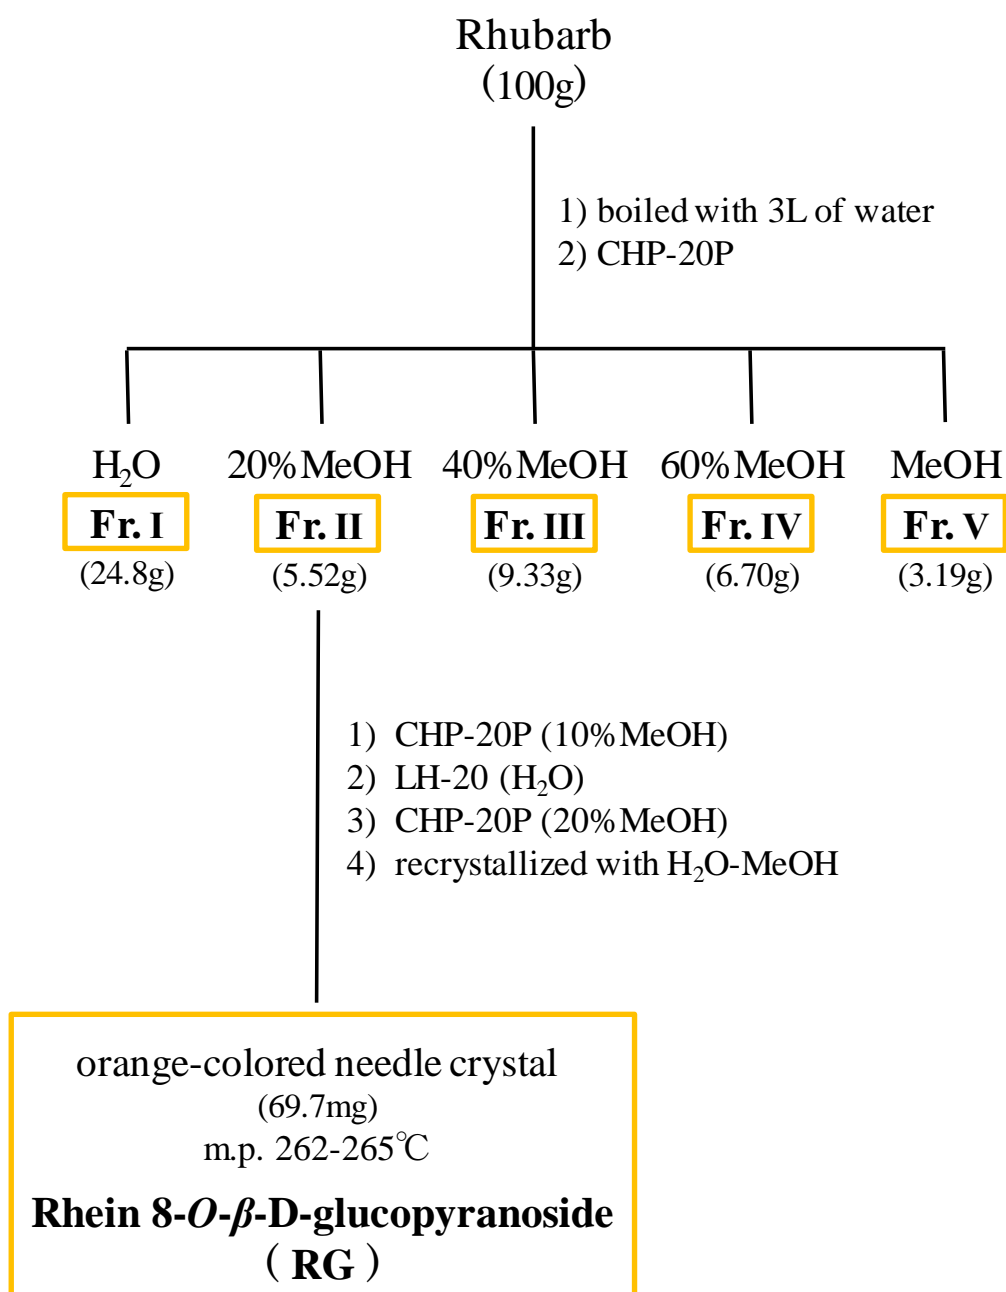 Rhubarb
(100g)
1) boiled with 3L of water
2) CHP-20P
H₂O 20%MeOH 40%MeOH 60%MeOH MeOH
Fr. I Fr. II Fr. III Fr. IV Fr. V
(24.8g) (5.52g) (9.33g) (6.70g) (3.19g)
1) CHP-20P (10%MeOH)
2) LH-20 (H₂O)
3) CHP-20P (20%MeOH)
4) recrystallized with H₂O-MeOH
orange-colored needle crystal
(69.7mg)
m.p. 262-265℃
Rhein 8-O-β-D-glucopyranoside
( RG )